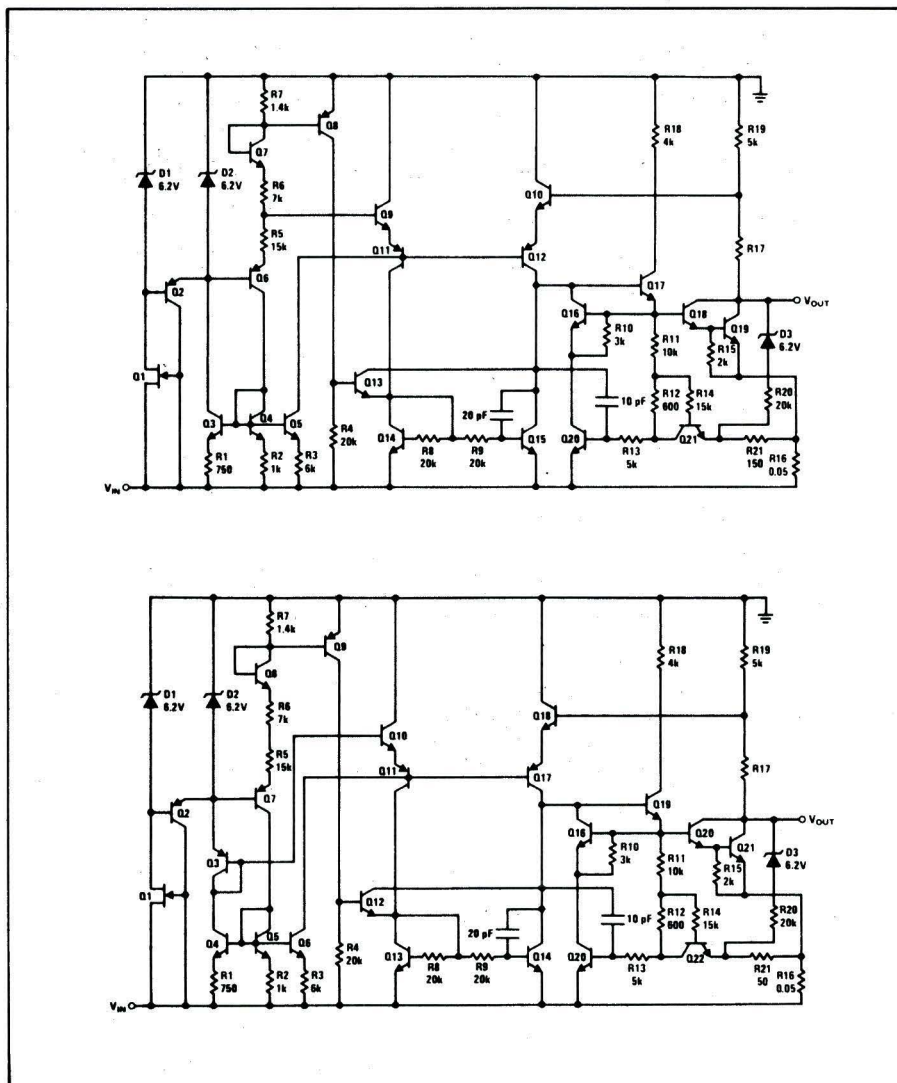 R7
1.4k
Q8
R18
4k
R19
5k
D1
6.2V
D2
6.2V
Q7
R6
7k
Q9
Q10
R5
15k
R17
Q11
Q12
Q2
Q6
Q17
VOUT
Q16
Q18
Q19
R10
3k
R11
10k
R15
2k
D3
6.2V
Q1
Q13
10 pF
R12
600
R14
15k
R20
20k
20 pF
Q3
Q4
Q5
R4
20k
Q14
R8
20k
R9
20k
Q15
Q20
R13
5k
Q21
R21
150
R16
0.05
R1
750
R2
1k
R3
6k
VIN
R7
1.4k
Q9
R18
4k
R19
5k
D1
6.2V
D2
6.2V
Q8
R6
7k
Q10
Q18
R5
15k
R17
Q11
Q17
Q2
Q7
Q19
VOUT
Q16
Q20
Q21
R10
3k
R11
10k
R15
2k
D3
6.2V
Q3
Q1
Q12
10 pF
R12
600
R14
15k
R20
20k
20 pF
Q4
Q5
Q6
R4
20k
Q13
R8
20k
R9
20k
Q14
Q20
R13
5k
Q22
R21
50
R16
0.05
R1
750
R2
1k
R3
6k
VIN